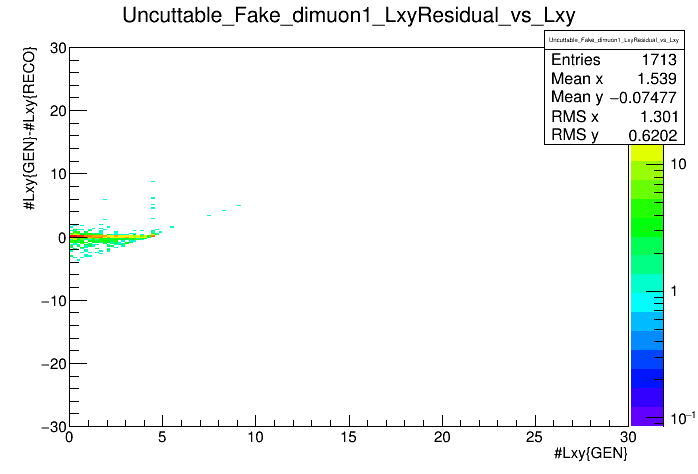 Uncuttable_Fake_dimuon1_LxyResidual_vs_Lxy
Uncuttable_Fake_dimuon1_LxyResidual_vs_Lxy
Entries 1713
Mean x 1.539
Mean y −0.07477
RMS x 1.301
RMS y 0.6202
#Lxy{GEN}-#Lxy{RECO}
30
20
10
0
−10
−20
−30
0 5 10 15 20 25 30
#Lxy{GEN}
10
1
10⁻¹